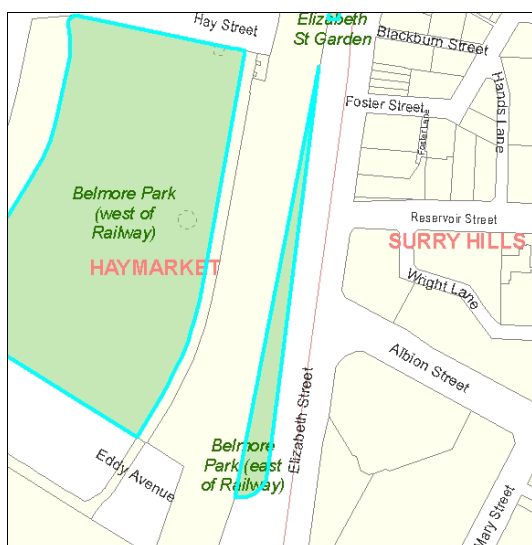 Hay Street
Elizabeth
St Garden
Blackburn Street
Foster Street
Foster Lane
Hands Lane
Belmore Park
(west of
Railway)
HAYMARKET
Reservoir Street
SURRY HILLS
Wright Lane
Albion Street
Elizabeth Street
Belmore
Park (east
of Railway)
Eddy Avenue
Mary Street